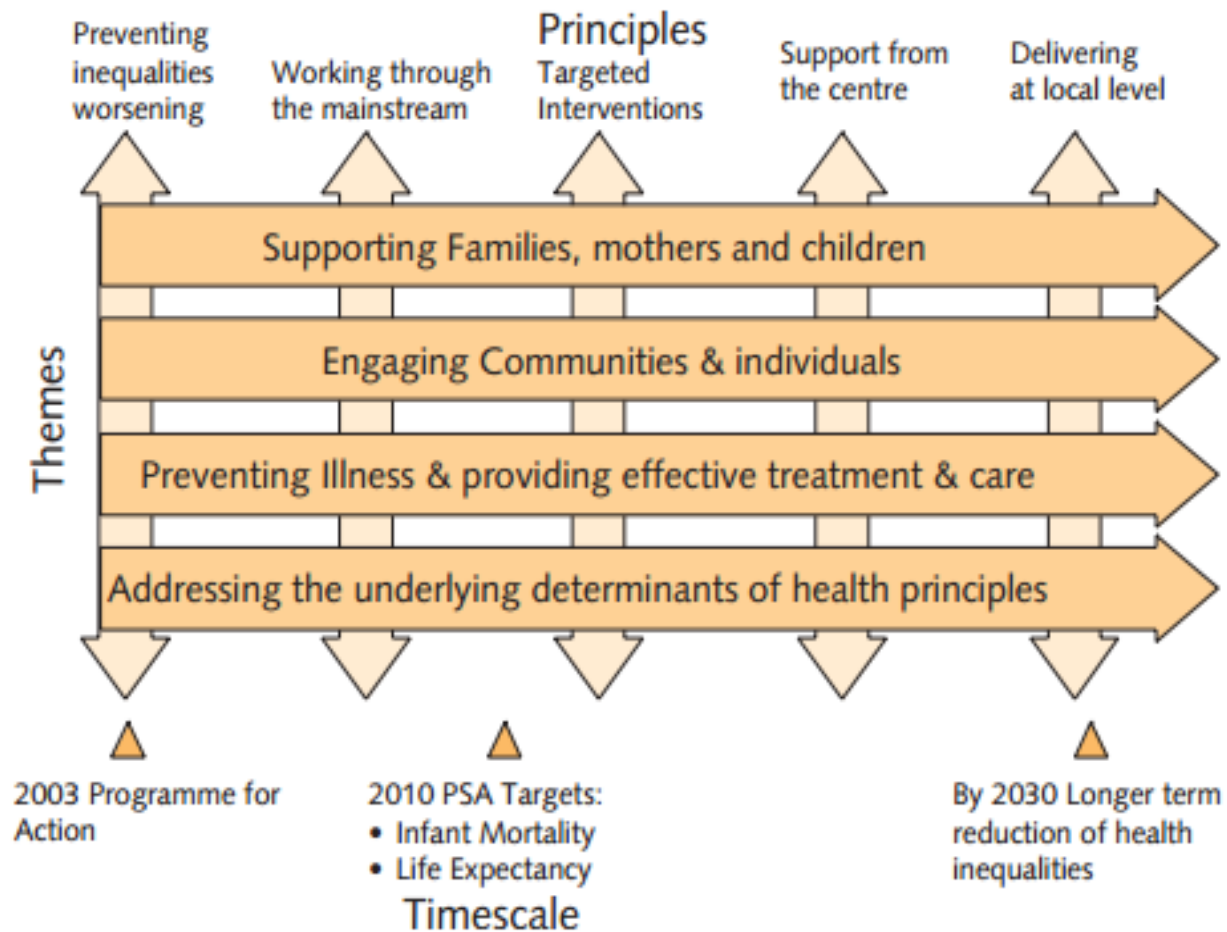 Principles
Preventing
inequalities
worsening
Working through
the mainstream
Targeted
Interventions
Support from
the centre
Delivering
at local level
Themes
Supporting Families, mothers and children
Engaging Communities & individuals
Preventing Illness & providing effective treatment & care
Addressing the underlying determinants of health principles
2003 Programme for
Action
2010 PSA Targets:
• Infant Mortality
• Life Expectancy
By 2030 Longer term
reduction of health
inequalities
Timescale